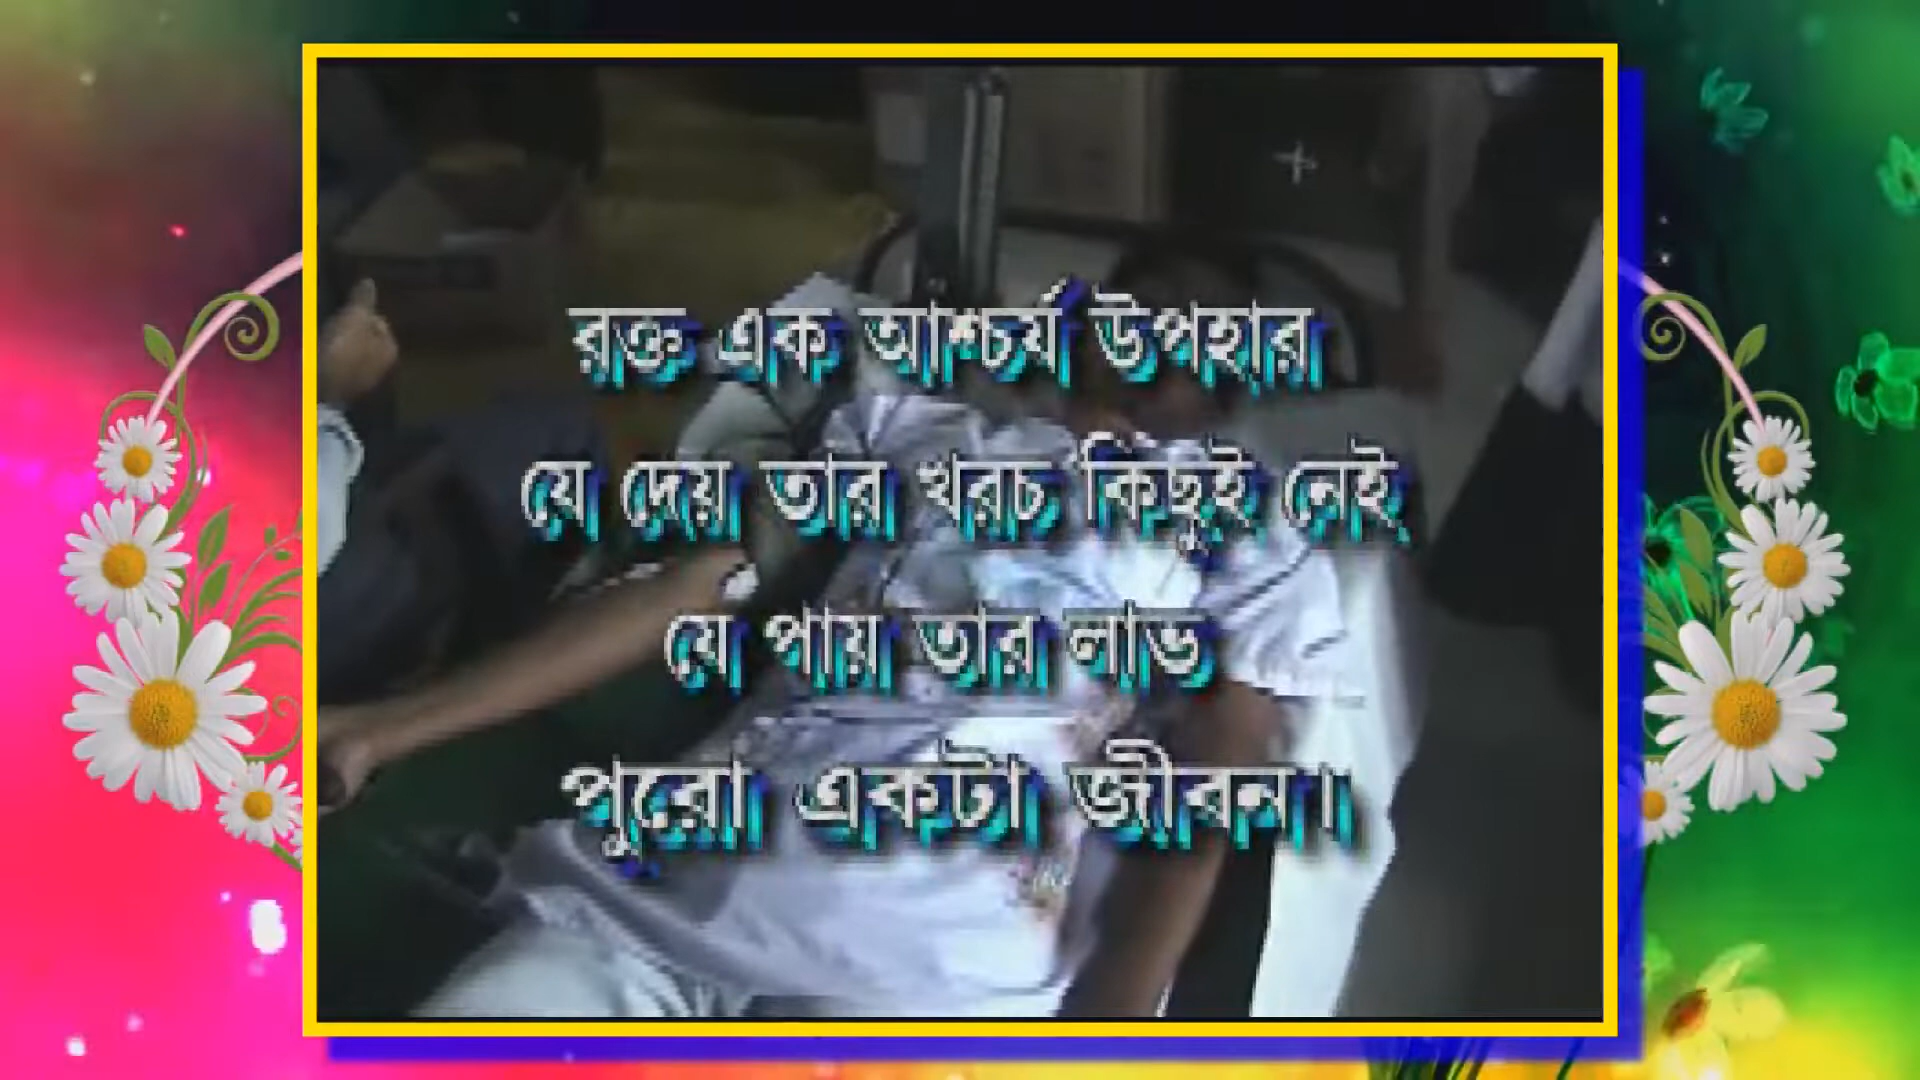 রক্ত এক আশ্চর্য উপহার
যে দেয় তার খরচ কিছুই নেই
যে পায় তার লাভ
পুরো একটা জীবন।